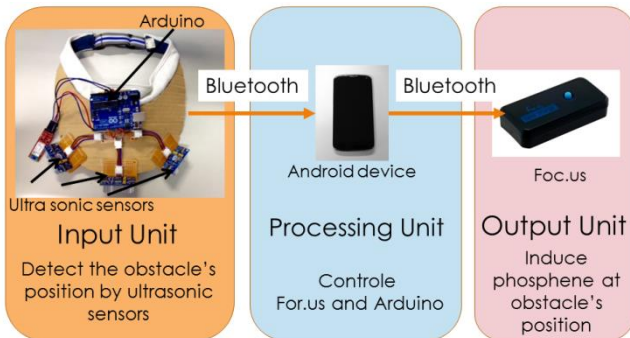 Arduino
Bluetooth
Bluetooth
Ultra sonic sensors
Android device
Foc.us
Input Unit
Processing Unit
Output Unit
Detect the obstacle's
position by ultrasonic
sensors
Controle
For.us and Arduino
Induce
phosphene at
obstacle's
position